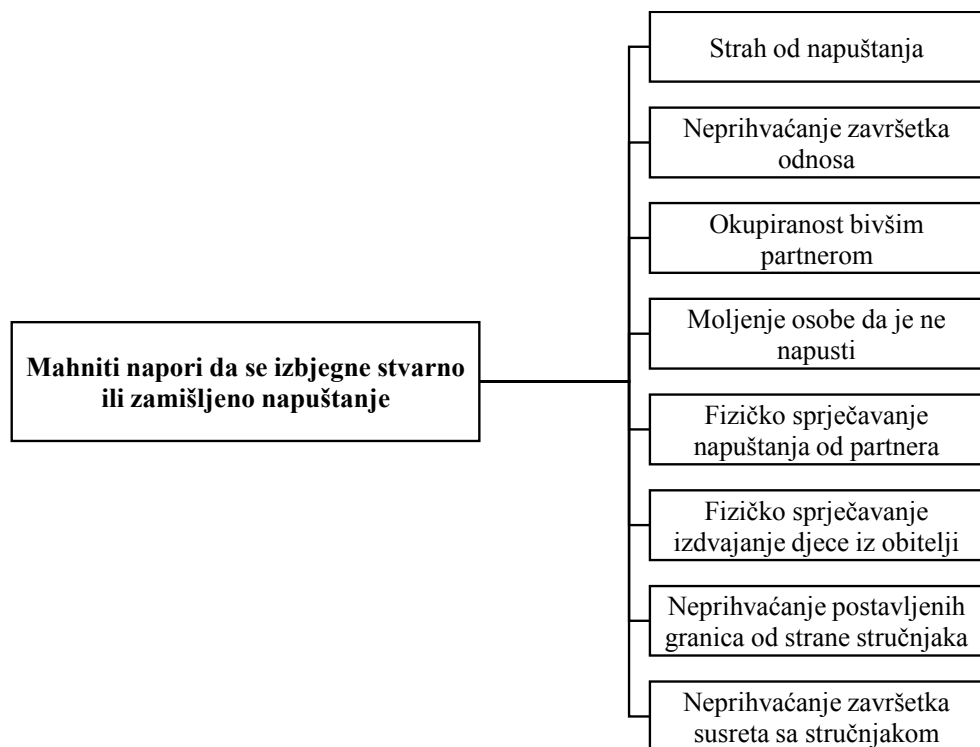 Mahniti napori da se izbjegne stvarno
ili zamišljeno napuštanje
Strah od napuštanja
Neprihvaćanje završetka
odnosa
Okupiranost bivšim
partnerom
Moljenje osobe da je ne
napusti
Fizičko sprječavanje
napuštanja od partnera
Fizičko sprječavanje
izdvajanje djece iz obitelji
Neprihvaćanje postavljenih
granica od strane stručnjaka
Neprihvaćanje završetka
susreta sa stručnjakom